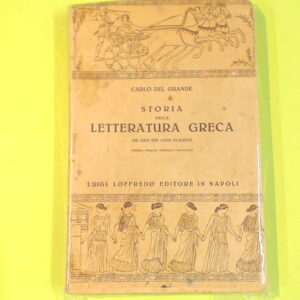 CARLO DEL GRANDE
STORIA
DELLA
LETTERATURA GRECA
AD USO DEI LICEI CLASSICI
LUIGI LOFFREDO EDITORE IN NAPOLI